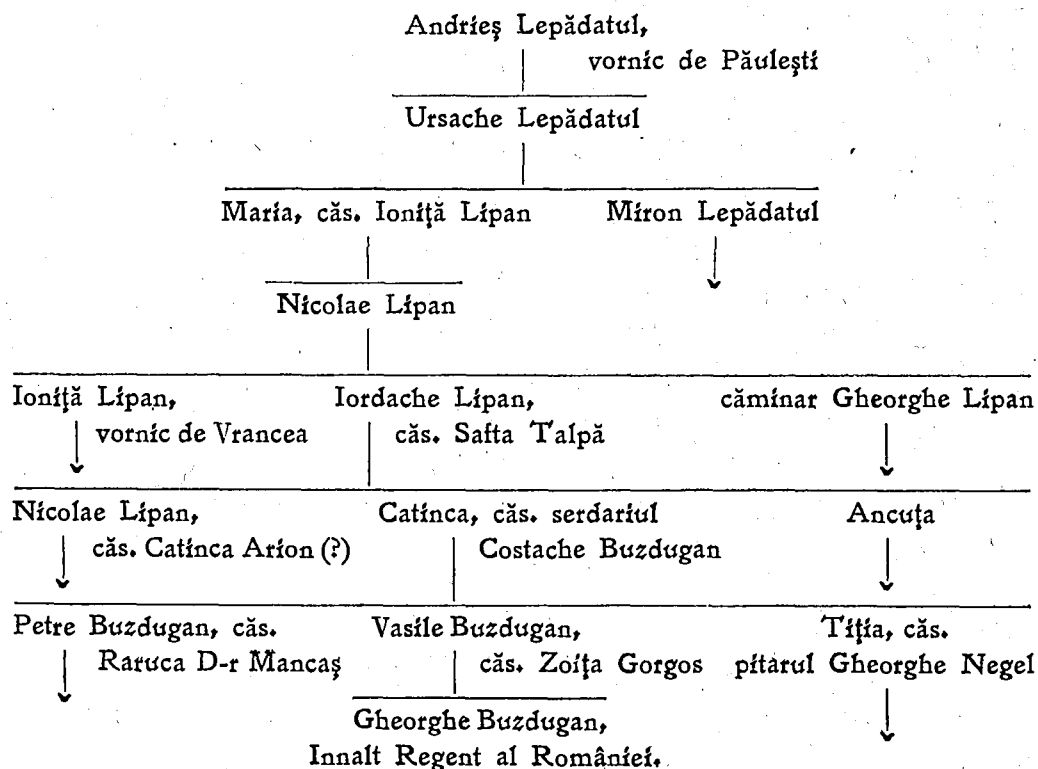 Andrieş Lepădatul,
vornic de Păuleşti
Ursache Lepădatul
Maria, căs. Ioniţă Lipan Miron Lepădatul
Nicolae Lipan
Ioniţă Lipan, Iordache Lipan, căminar Gheorghe Lipan
vornic de Vrancea căs. Safta Talpă
Nicolae Lipan, Catinca, căs. serdariul Ancuţa
căs. Catinca Arion (?) Costache Buzdugan
Petre Buzdugan, căs. Vasile Buzdugan, Tiţia, căs.
Raruca D-r Mancaş căs. Zoiţa Gorgos pitarul Gheorghe Negel
Gheorghe Buzdugan,
Innalt Regent al României.